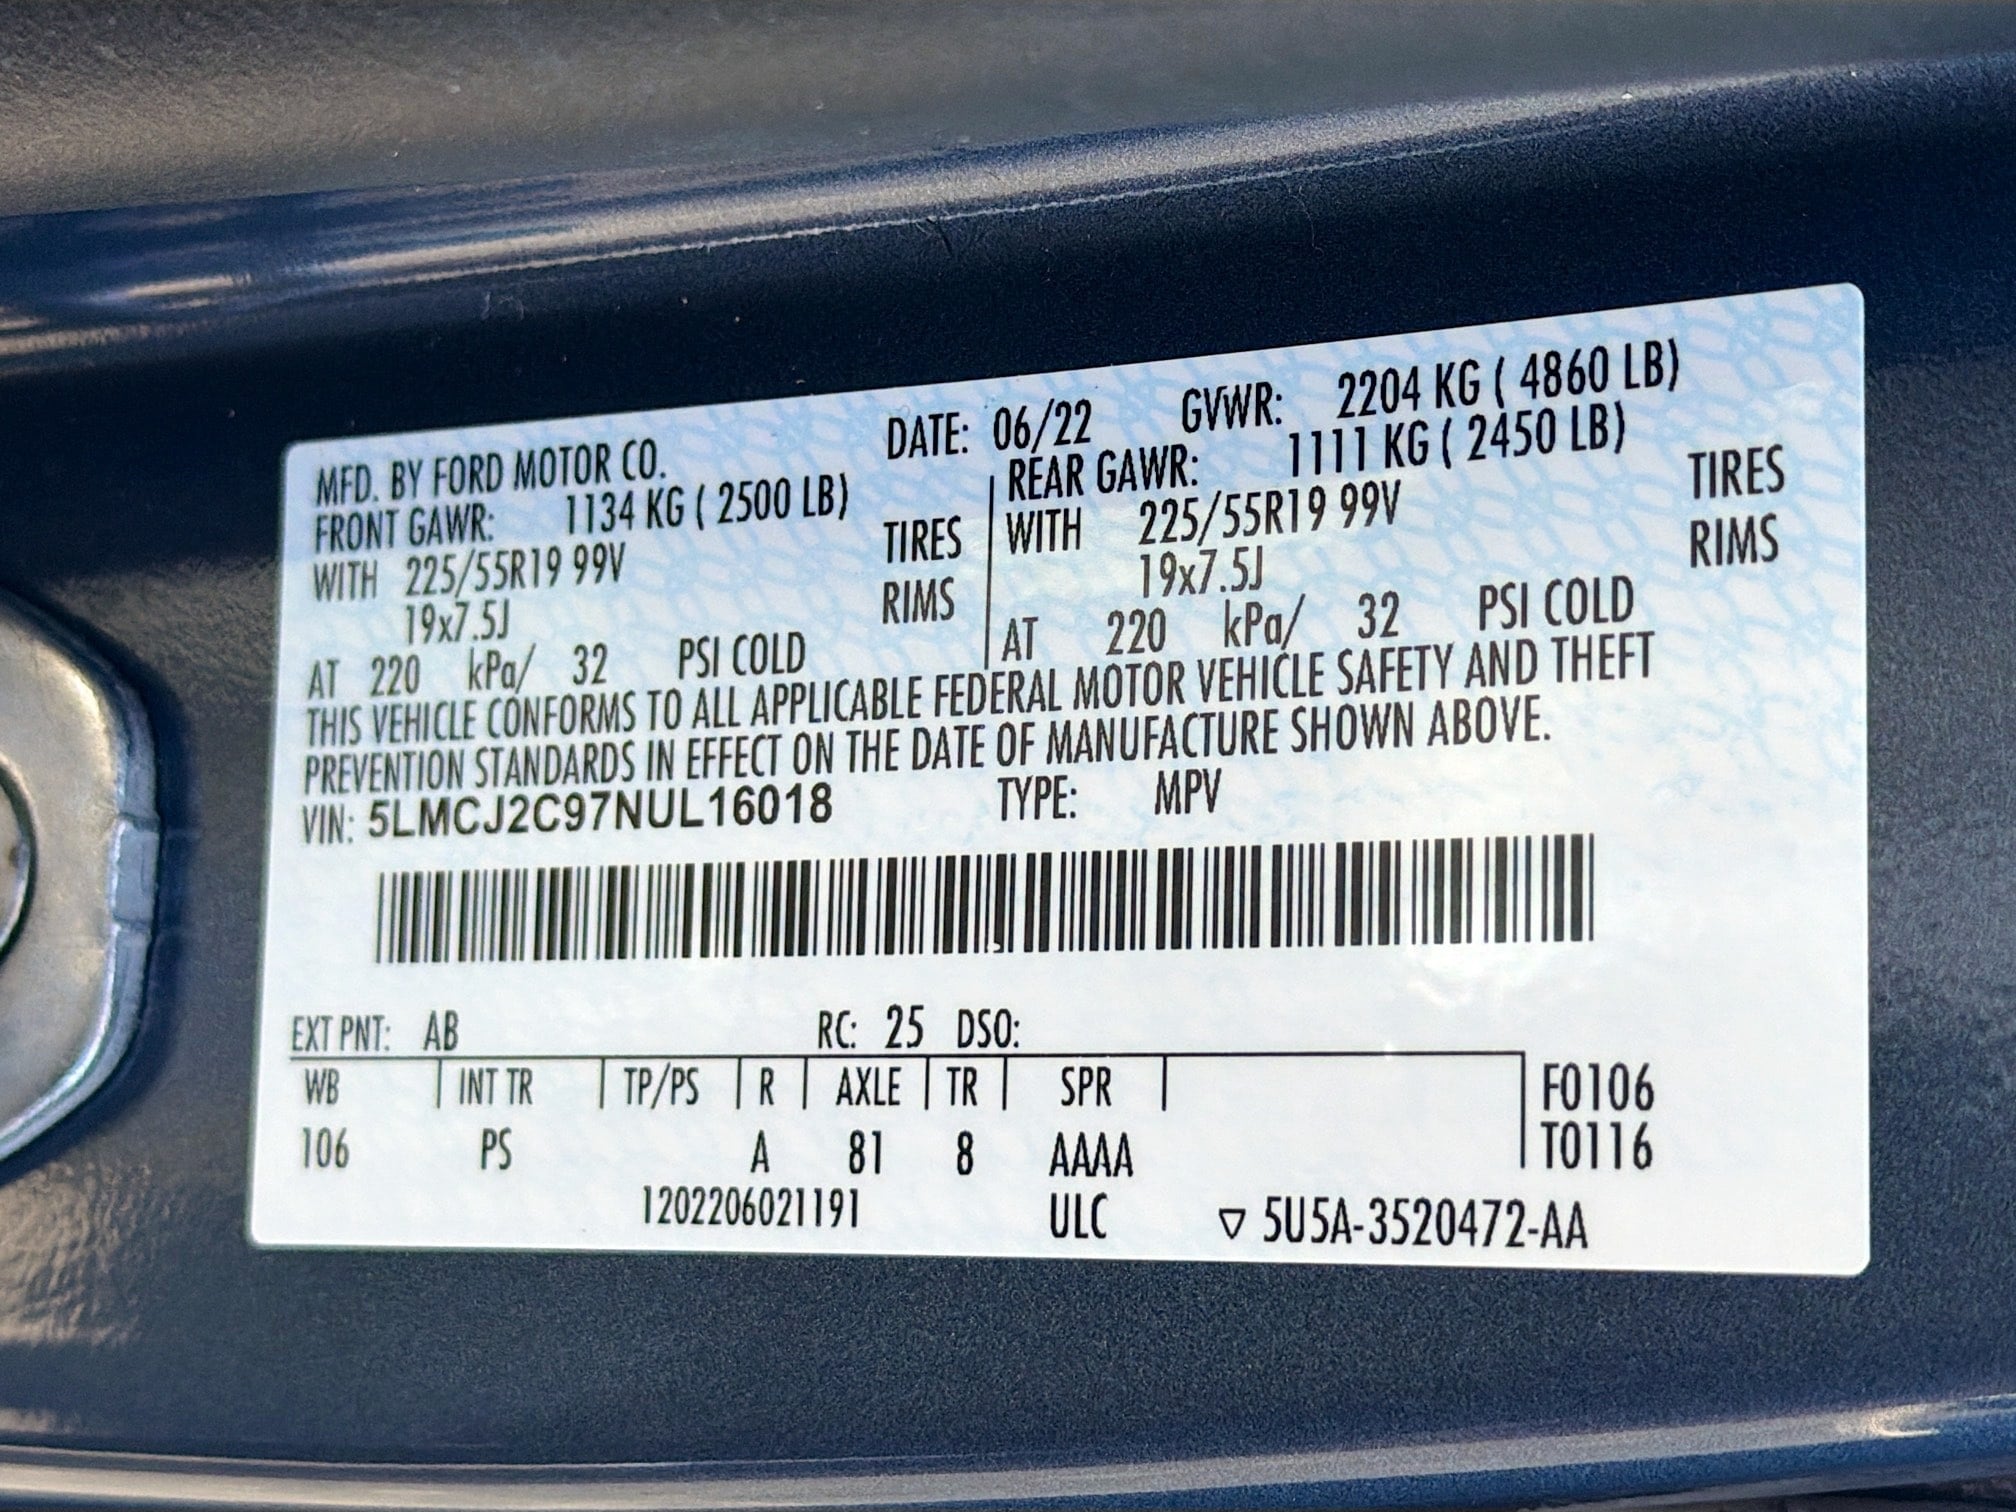 MFD. BY FORD MOTOR CO. DATE: 06/22 GVWR: 2204 KG ( 4860 LB)
FRONT GAWR: 1134 KG ( 2500 LB) REAR GAWR: 1111 KG ( 2450 LB)
WITH 225/55R19 99V TIRES WITH 225/55R19 99V TIRES
19x7.5J RIMS 19x7.5J RIMS
AT 220 kPa/ 32 PSI COLD AT 220 kPa/ 32 PSI COLD
THIS VEHICLE CONFORMS TO ALL APPLICABLE FEDERAL MOTOR VEHICLE SAFETY AND THEFT
PREVENTION STANDARDS IN EFFECT ON THE DATE OF MANUFACTURE SHOWN ABOVE.
VIN: 5LMCJ2C97NUL16018 TYPE: MPV
EXT PNT: AB RC: 25 DSO:
WB INT TR TP/PS R AXLE TR SPR F0106
106 PS A 81 8 AAAA T0116
1202206021191 ULC ▽ 5U5A-3520472-AA